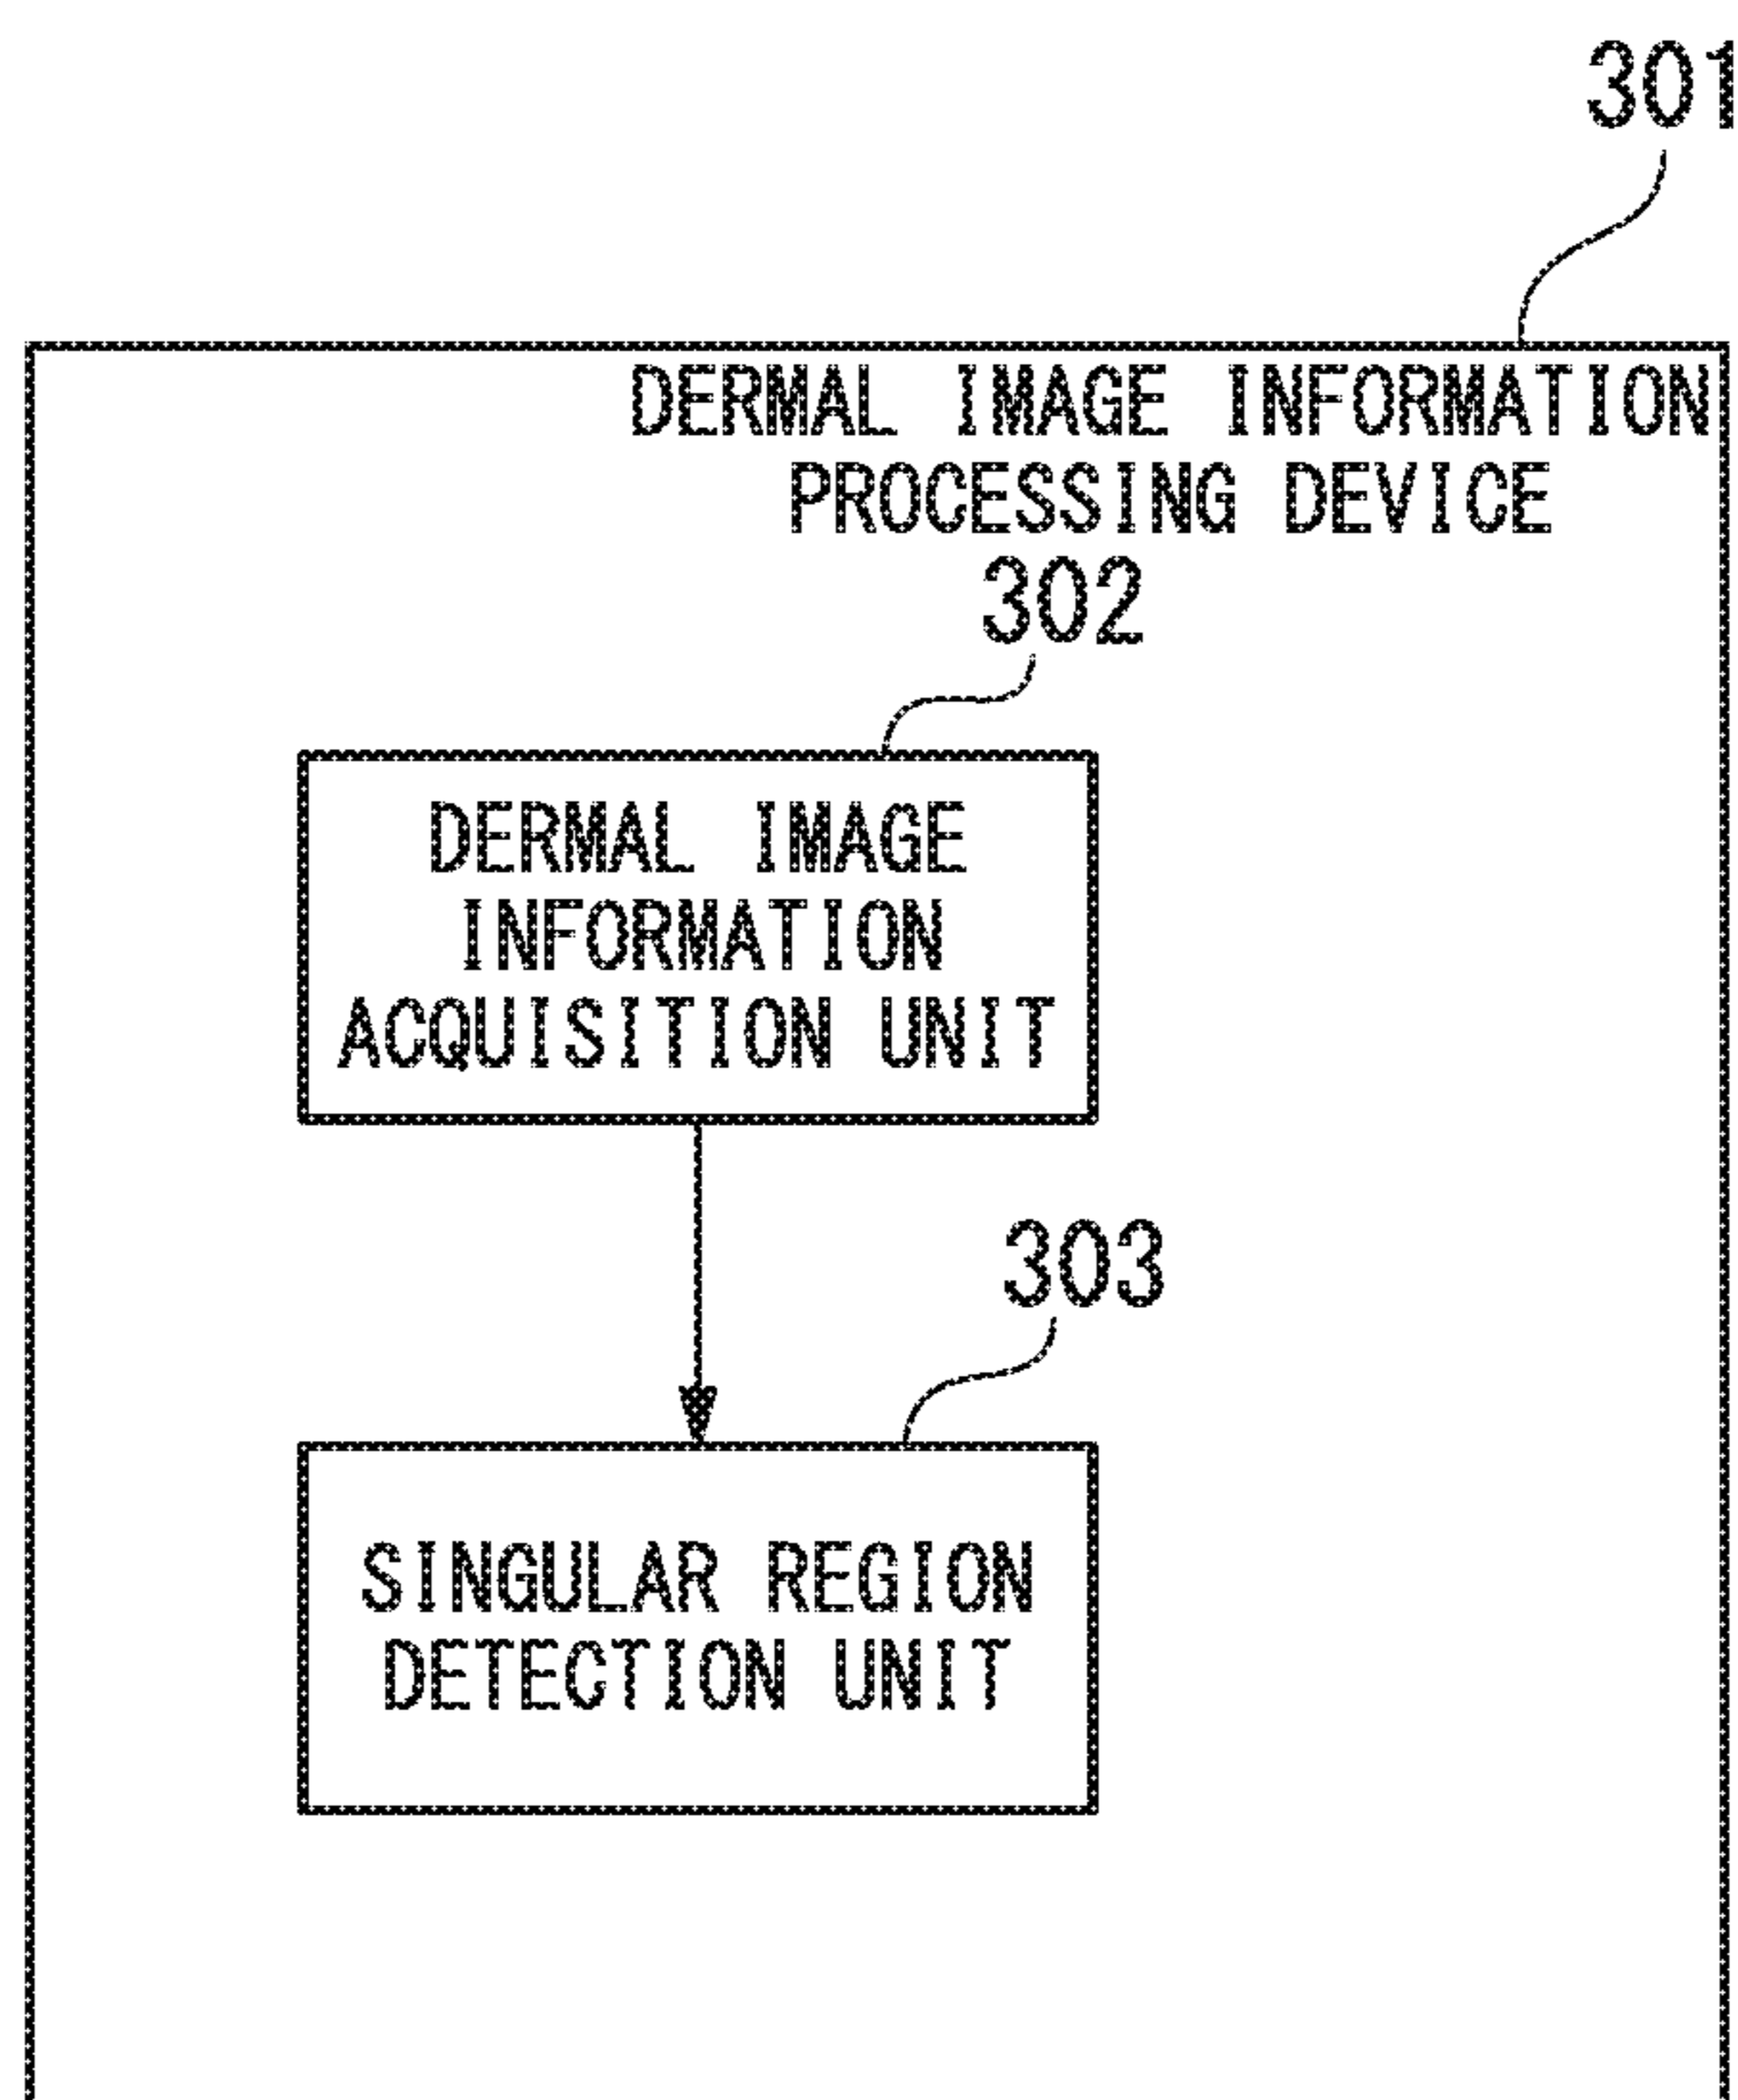 301
DERMAL IMAGE INFORMATION
PROCESSING DEVICE
302
DERMAL IMAGE
INFORMATION
ACQUISITION UNIT
303
SINGULAR REGION
DETECTION UNIT